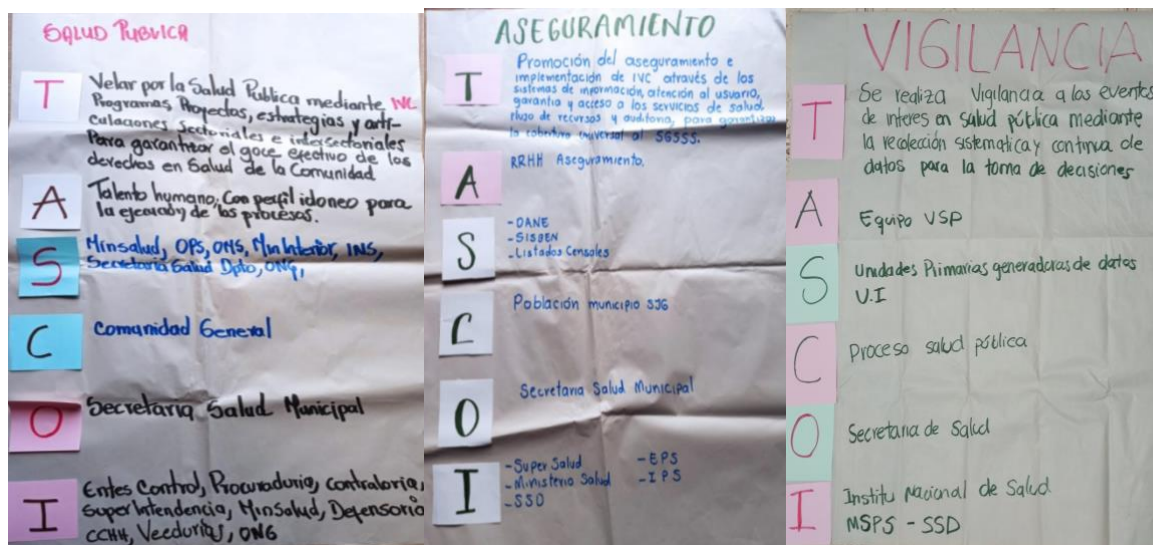 SALUD PUBLICA
T
Velar por la Salud Publica mediante, IVC
Programas Proyectos, estrategias y arti-
culaciones sectoriales e intersectoriales
Para garantizar el goce efectivo de los
derechos en Salud de la Comunidad
A
Talento humano, Con perfil idoneo para
la ejecución de los procesos.
S
Minsalud, OPS, OMS, Min Interior, INS,
Secretaria Salud Dpto, ONG,
C
Comunidad General
O
Secretaria Salud Municipal
I
Entes Control, Procuraduria, contraloria,
Super Intendencia, Minsalud, Defensoria
CCHH, Veedurias, ONG
ASEGURAMIENTO
T
Promoción del aseguramiento e
implementación de IVC através de los
sistemas de información, atención al usuario,
garantia y acceso a los servicios de salud
flujo de recursos y auditoria, para garantizar
la cobertura universal al SGSSS.
A
RRHH Aseguramiento.
S
-DANE
-SISBEN
-Listados Censales
C
Población municipio SJG
O
Secretaria Salud Municipal
I
-Super Salud -EPS
-Ministerio Salud -IPS
-SSD
VIGILANCIA
T
Se realiza Vigilancia a los eventos
de interes en salud pública mediante
la recolección sistematica y continua de
datos para la toma de decisiones
A
Equipo VSP
S
Unidades Primarias generadoras de datos
U.I
C
Proceso salud pública
O
Secretaria de Salud
I
Institu Nacional de Salud
MSPS - SSD